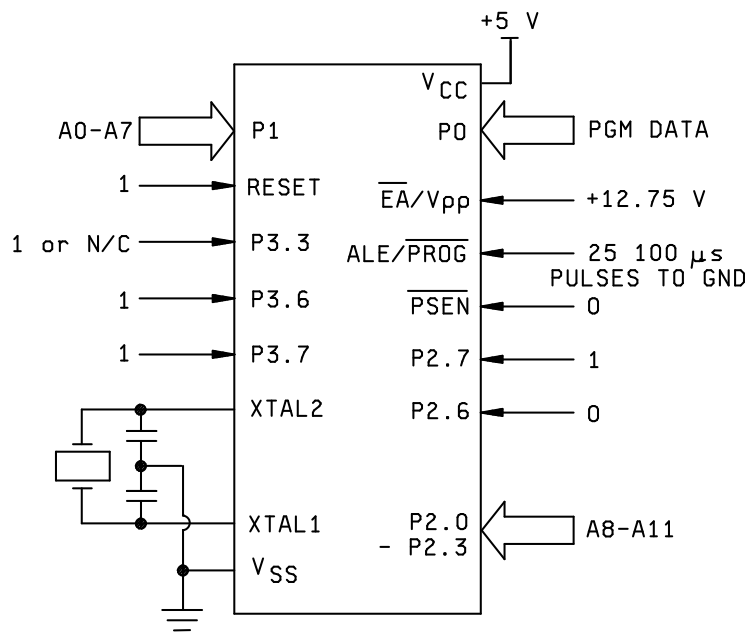 +5 V
VCC
A0-A7
P1
P0
PGM DATA
1
RESET
EA/Vpp
+12.75 V
1 or N/C
P3.3
ALE/PROG
25 100 μs
PULSES TO GND
1
P3.6
PSEN
0
1
P3.7
P2.7
1
XTAL2
P2.6
0
XTAL1
P2.0
- P2.3
A8-A11
VSS